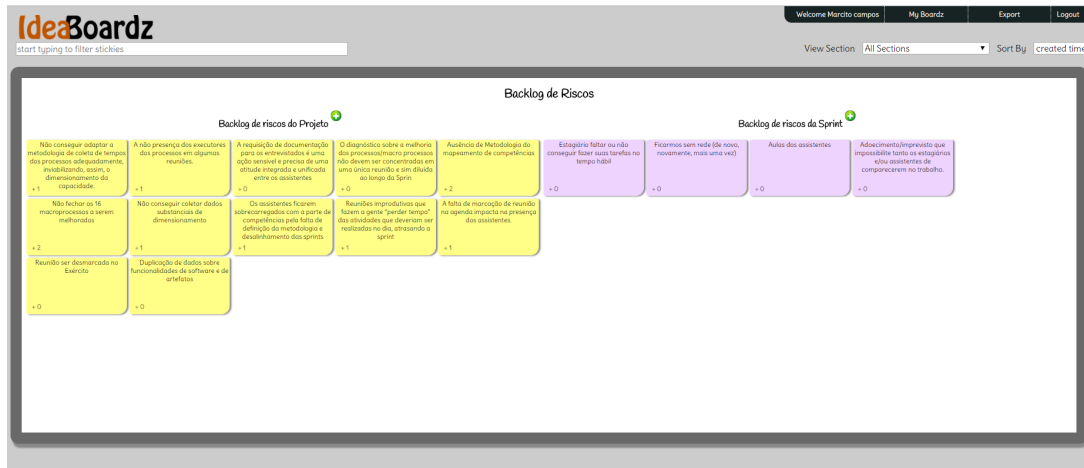 IdeaBoardz
Welcome Marcito campos
My Boardz
Export
Logout
start typing to filter stickies
View Section
All Sections
Sort By
created time
Backlog de Riscos
Backlog de riscos do Projeto
Backlog de riscos da Sprint
Não conseguir adaptar a
metodologia de coleta de tempos
dos processos adequadamente,
inviabilizando, assim, o
dimensionamento da
capacidade.
+ 1
A não presença dos executores
dos processos em algumas
reuniões.
+ 1
A requisição de documentação
para os entrevistados é uma
ação sensível e precisa de uma
atitude integrada e unificada
entre os assistentes
+ 0
O diagnóstico sobre a melhoria
dos processos/macro processos
não devem ser concentradas em
uma única reunião e sim diluída
ao longo da Sprin
+ 0
Ausência de Metodologia do
mapeamento de competências
+ 2
Estagiário faltar ou não
conseguir fazer suas tarefas no
tempo hábil
+ 0
Ficarmos sem rede (de novo,
novamente, mais uma vez)
+ 0
Aulas dos assistentes
+ 0
Adoecimento/imprevisto que
impossibilite tanto os estagiários
e/ou assistentes de
comparecerem no trabalho.
+ 0
Não fechar os 16
macroprocessos a serem
melhorados
+ 2
Não conseguir coletar dados
substanciais de
dimensionamento
+ 1
Os assistentes ficarem
sobrecarregados com a parte de
competências pela falta de
definição da metodologia e
desalinhamento das sprints
+ 1
Reuniões improdutivas que
fazem a gente "perder tempo"
das atividades que deveriam ser
realizadas no dia, atrasando a
sprint
+ 1
A falta de marcação de reunião
na agenda impacta na presença
dos assistentes.
+ 1
Reunião ser desmarcada no
Exército
+ 0
Duplicação de dados sobre
funcionalidades de software e de
artefatos
+ 0